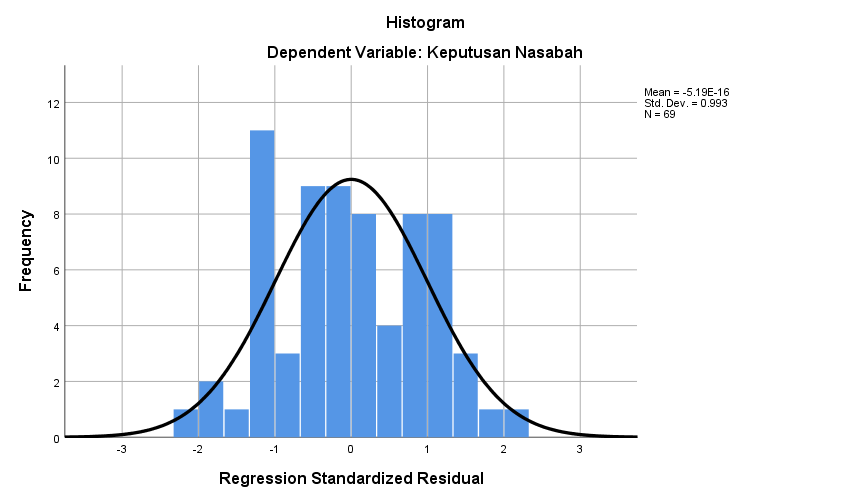 Histogram
Dependent Variable: Keputusan Nasabah
Mean = -5.19E-16
Std. Dev. = 0.993
N = 69
12
10
8
6
4
2
0
Frequency
-3 -2 -1 0 1 2 3
Regression Standardized Residual